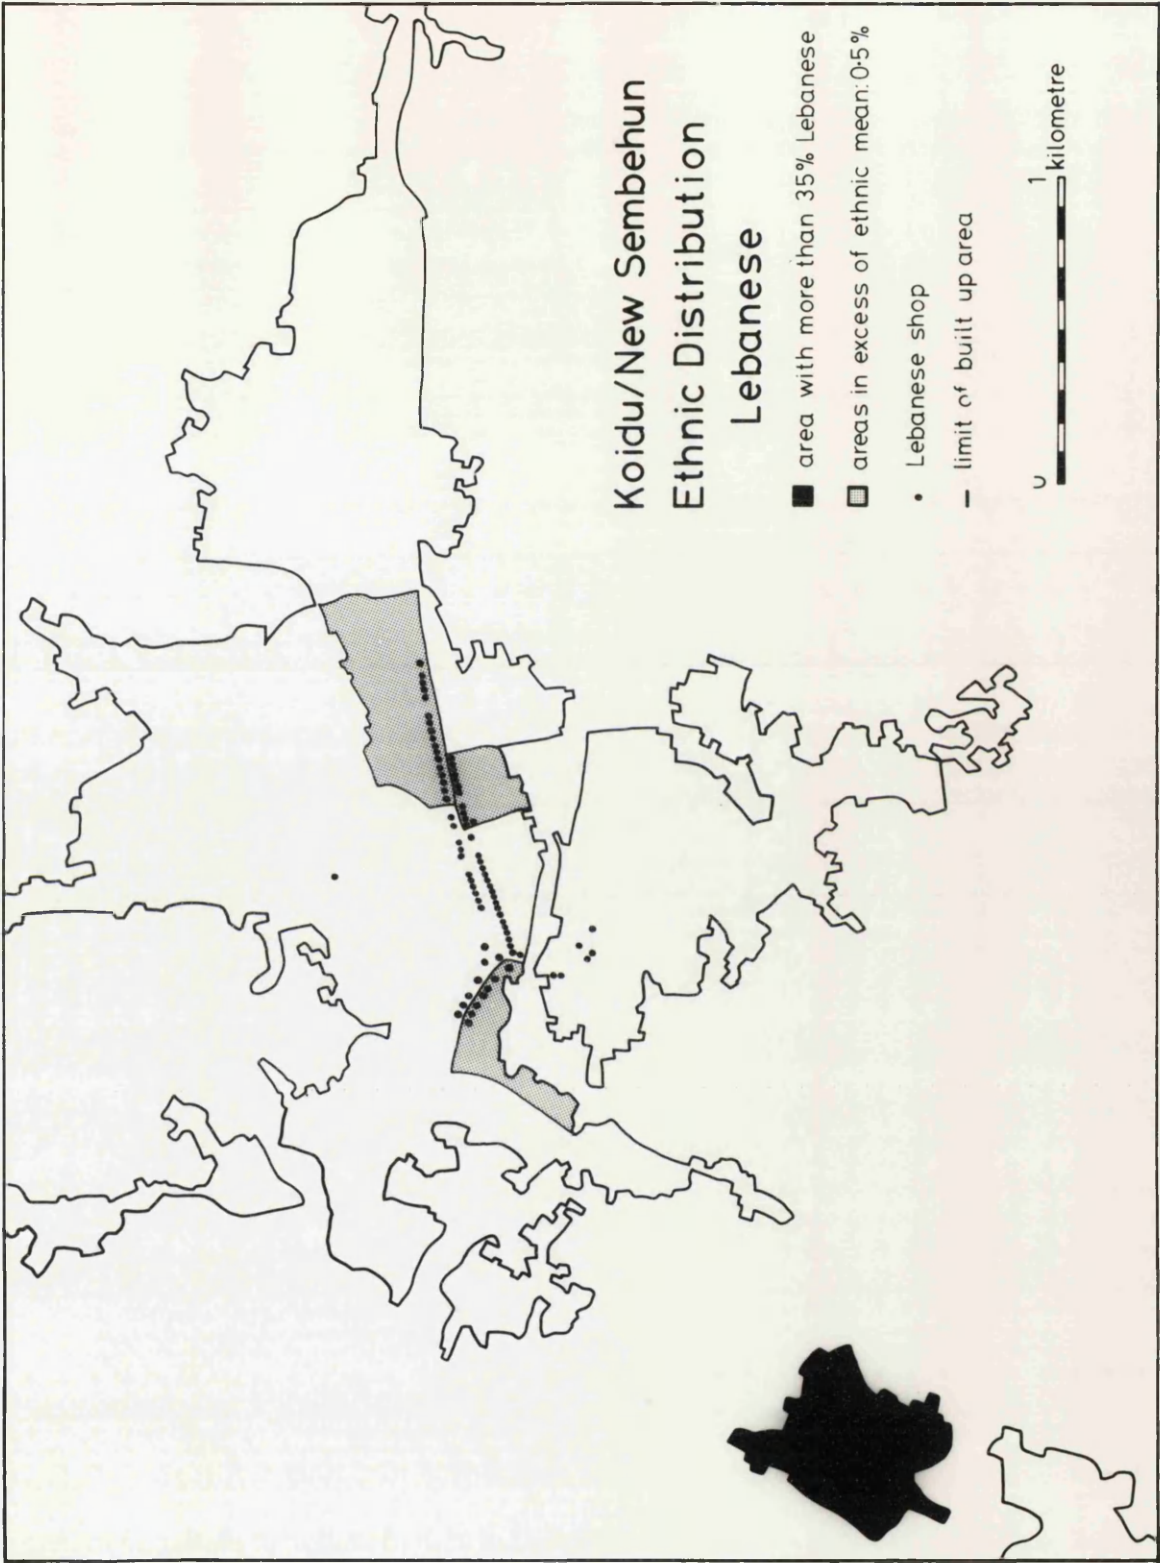 Koidu/New Sembehun
Ethnic Distribution
Lebanese
area with more than 35% Lebanese
areas in excess of ethnic mean:0·5%
Lebanese shop
limit of built up area
0 1
kilometre